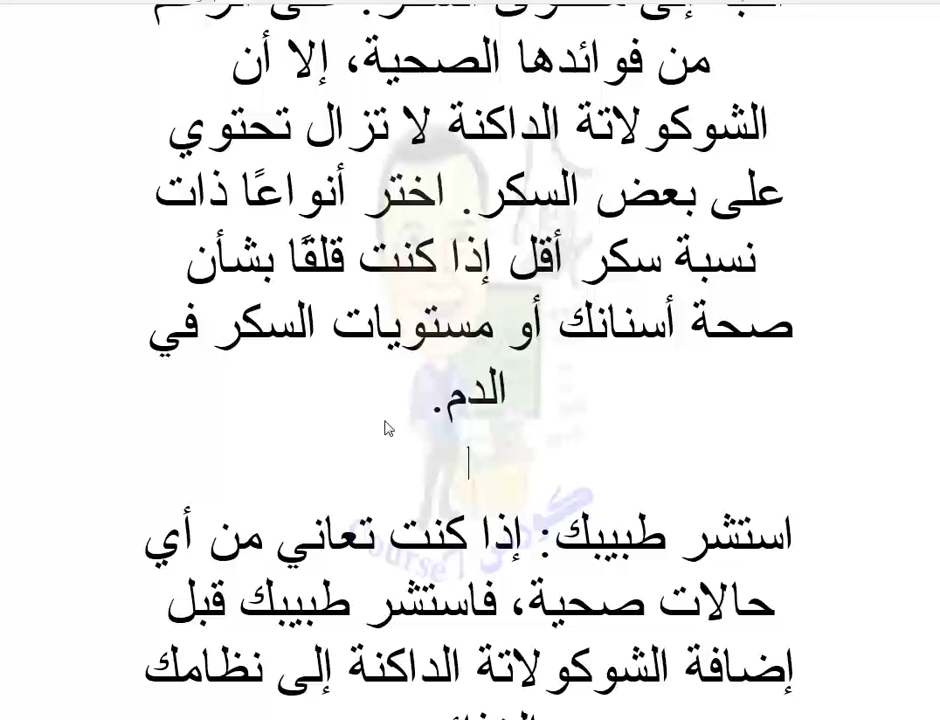 من فوائدها الصحية، إلا أن
الشوكولاتة الداكنة لا تزال تحتوي
على بعض السكر. اختر أنواعًا ذات
نسبة سكر أقل إذا كنت قلقًا بشأن
صحة أسنانك أو مستويات السكر في
الدم.
استشر طبيبك: إذا كنت تعاني من أي
حالات صحية، فاستشر طبيبك قبل
إضافة الشوكولاتة الداكنة إلى نظامك